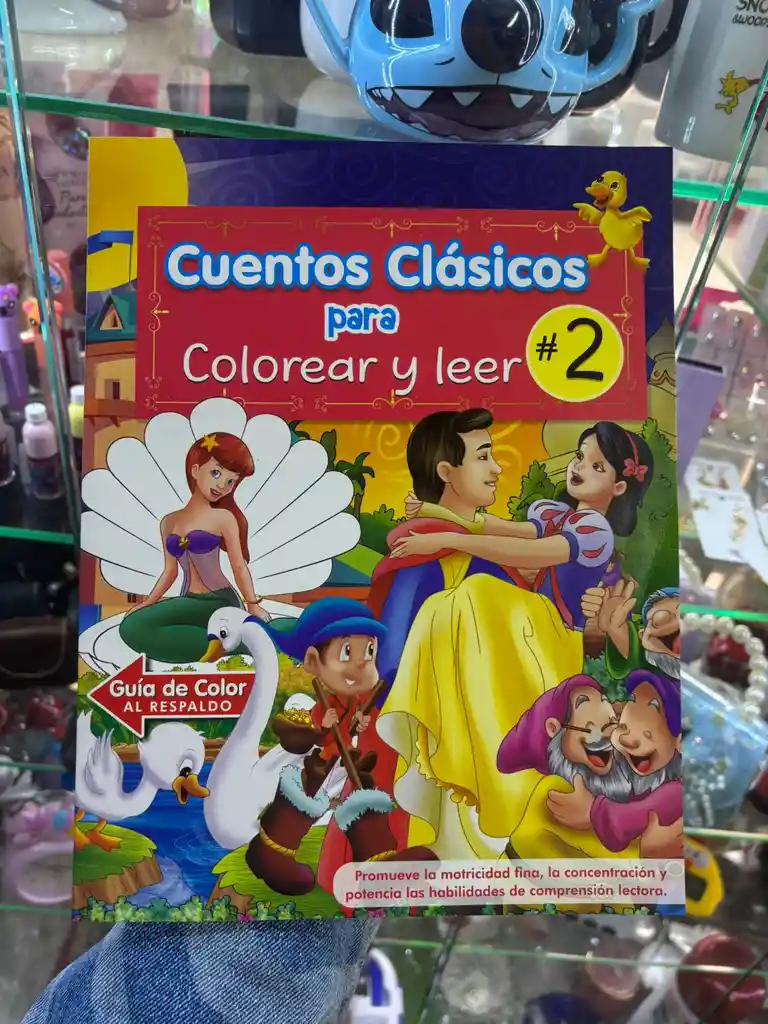 Cuentos Clásicos
para
Colorear y leer
#2
Guía de Color
AL RESPALDO
Promueve la motricidad fina, la concentración y
potencia las habilidades de comprensión lectora.